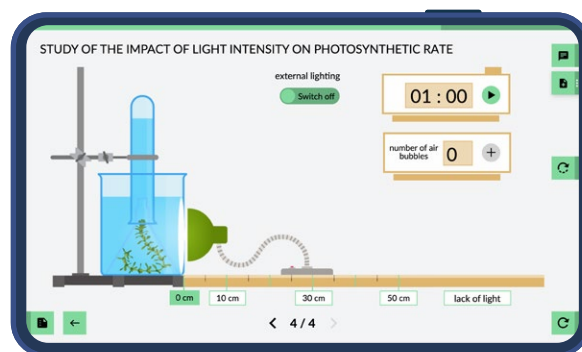 STUDY OF THE IMPACT OF LIGHT INTENSITY ON PHOTOSYNTHETIC RATE
external lighting
Switch off
01 : 00
number of air
bubbles
0
+
0 cm
10 cm
30 cm
50 cm
lack of light
4/4